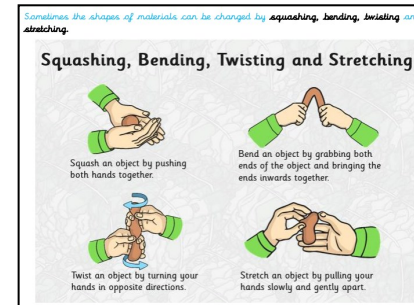 Sometimes the shapes of materials can be changed by squashing, bending, twisting an
stretching.
Squashing, Bending, Twisting and Stretching
Squash an object by pushing
both hands together.
Bend an object by grabbing both
ends of the object and bringing the
ends inwards together.
Twist an object by turning your
hands in opposite directions.
Stretch an object by pulling your
hands slowly and gently apart.